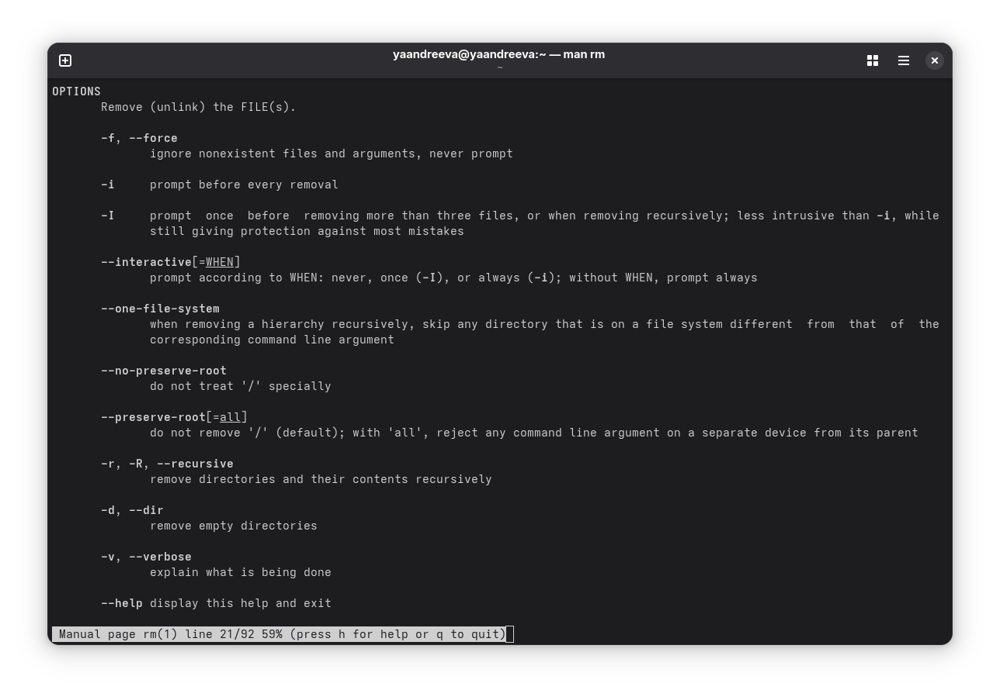 yaandreeva@yaandreeva:~ — man rm
~
OPTIONS
Remove (unlink) the FILE(s).
-f, --force
ignore nonexistent files and arguments, never prompt
-i     prompt before every removal
-I     prompt  once  before  removing more than three files, or when removing recursively; less intrusive than -i, while
still giving protection against most mistakes
--interactive[=WHEN]
prompt according to WHEN: never, once (-I), or always (-i); without WHEN, prompt always
--one-file-system
when removing a hierarchy recursively, skip any directory that is on a file system different  from  that  of  the
corresponding command line argument
--no-preserve-root
do not treat '/' specially
--preserve-root[=all]
do not remove '/' (default); with 'all', reject any command line argument on a separate device from its parent
-r, -R, --recursive
remove directories and their contents recursively
-d, --dir
remove empty directories
-v, --verbose
explain what is being done
--help display this help and exit
Manual page rm(1) line 21/92 59% (press h for help or q to quit)